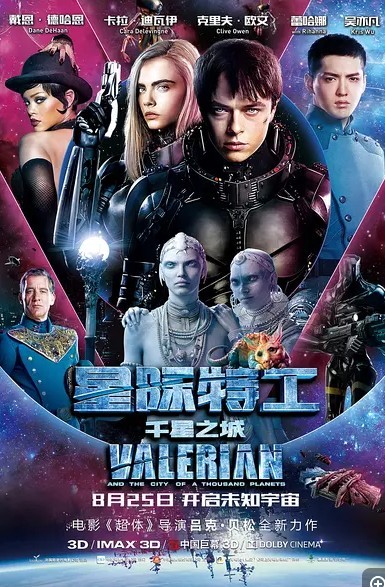 戴恩·德哈恩 卡拉·迪瓦伊 克里夫·欧文 蕾哈娜 吴亦凡
Dane DeHaan Cara Delevingne Clive Owen with Rihanna Kris Wu
星际特工
千星之城
VALERIAN
AND THE CITY OF A THOUSAND PLANETS
8月25日 开启未知宇宙
电影《超体》导演吕克·贝松全新力作
3D / IMAX 3D / 中国巨幕3D / DOLBY CINEMA